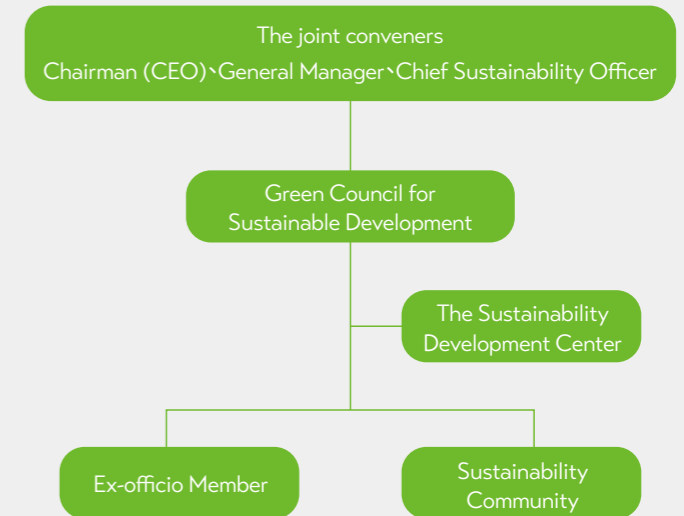 The joint conveners
Chairman (CEO)、General Manager、Chief Sustainability Officer
Green Council for
Sustainable Development
The Sustainability
Development Center
Ex-officio Member
Sustainability
Community